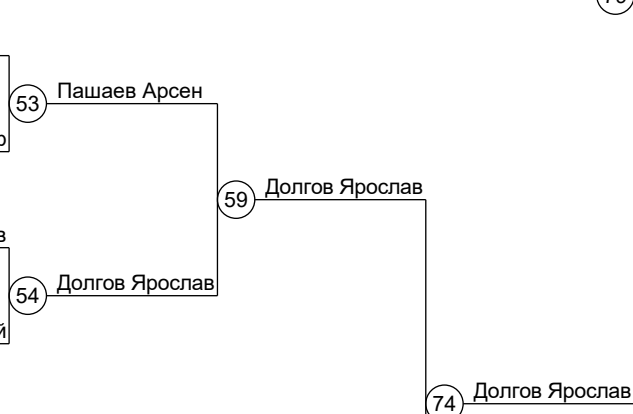 53 Пашаев Арсен
р
59 Долгов Ярослав
в
54 Долгов Ярослав
й
74 Долгов Ярослав